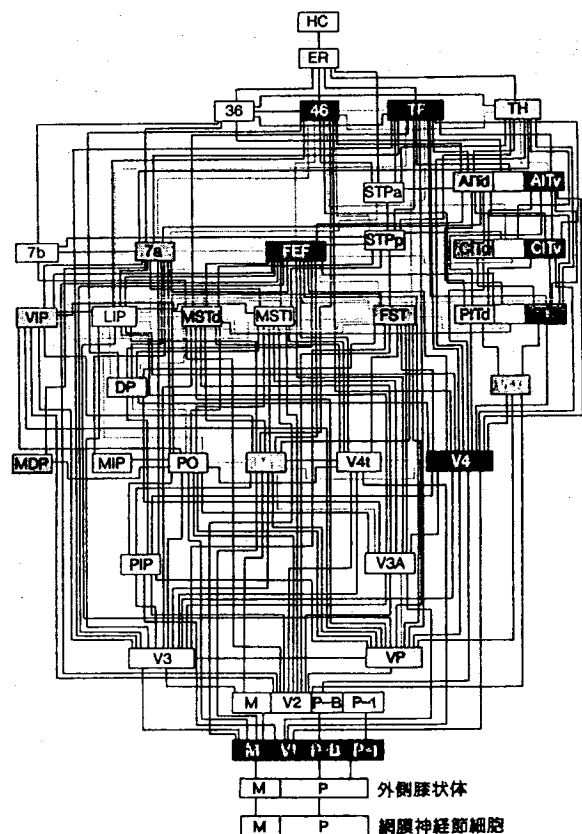 HC
ER
36 46 TF TH
STPa AITd AITv
7b 7a FEF STPp CITd CITv
VIP LIP MSTd MSTl FST PITd
DP
MDP MIP PO V4t V4
PIP V3A
V3 VP
M V2 P-B P-1
M V1 P-B P-1
M P 外側膝状体
M P 網膜神経節細胞